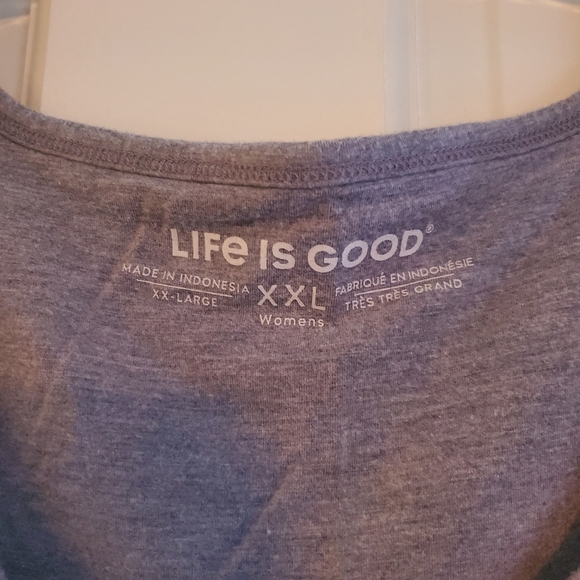 LIFE IS GOOD®
MADE IN INDONESIA
XX-LARGE
XXL
Womens
FABRIQUÉ EN INDONÉSIE
TRÈS TRÈS GRAND